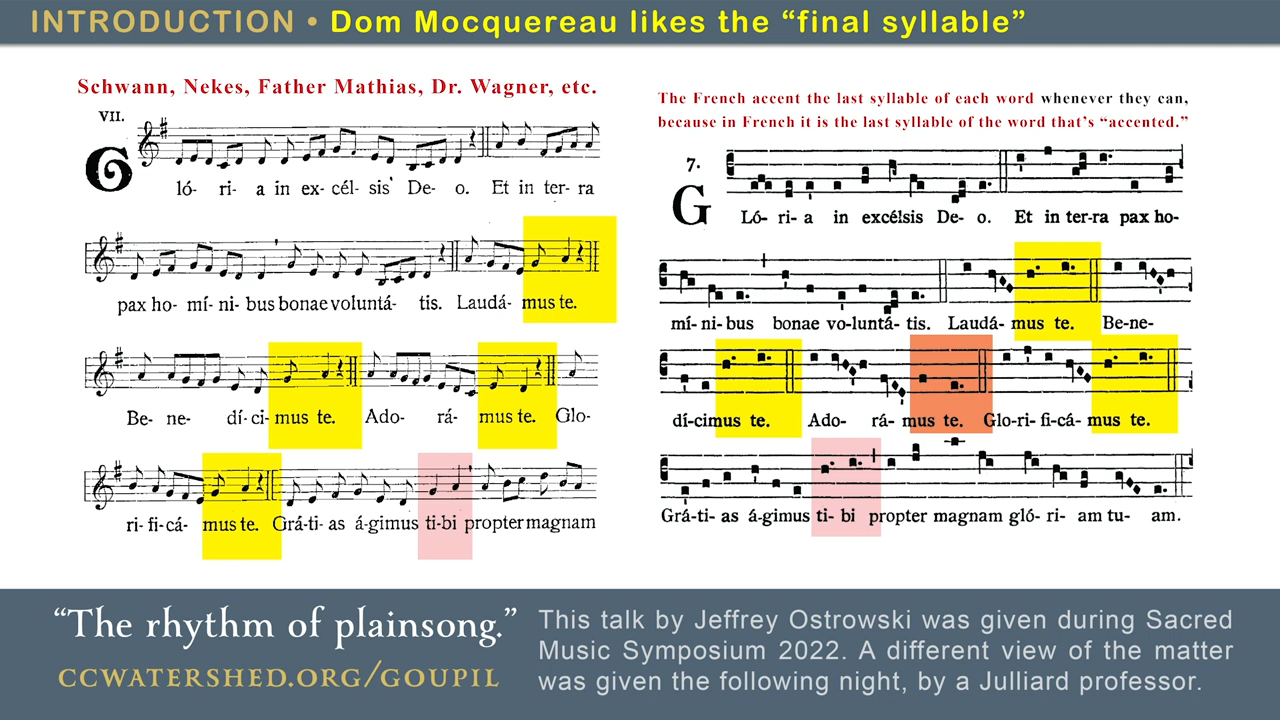 INTRODUCTION • Dom Mocquereau likes the “final syllable”
Schwann, Nekes, Father Mathias, Dr. Wagner, etc.
VII.
G
ló- ri- a in ex- cél- sis De- o. Et in ter- ra
pax ho- mí- ni- bus bonae voluntá- tis. Laudá- mus te.
Be- ne- dí- ci- mus te. Ado- rá- mus te. Glo-
ri- fi- cá- mus te. Grá- ti- as á-gimus ti- bi propter magnam
The French accent the last syllable of each word whenever they can,
because in French it is the last syllable of the word that’s “accented.”
7.
G
Ló- ri- a in excélsis De- o. Et in ter-ra pax ho-
mí- ni- bus bonae vo-luntá- tis. Laudá- mus te. Be-ne-
dícimus te. Ado- rá- mus te. Glo-ri- fi-cá- mus te.
Grá-ti- as á-gimus ti- bi propter magnam gló- ri- am tu- am.
“The rhythm of plainsong.”
CCWATERSHED.ORG/GOUPIL
This talk by Jeffrey Ostrowski was given during Sacred
Music Symposium 2022. A different view of the matter
was given the following night, by a Julliard professor.